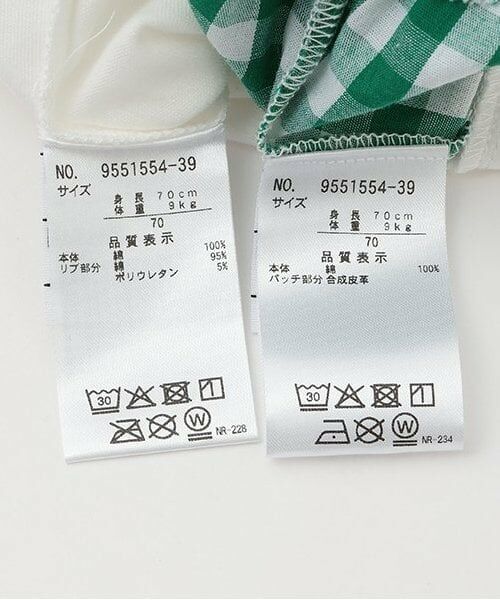 NO. 9551554-39
サイズ
身長 70cm
体重 9kg
70
品質表示
本体 綿 100%
リブ部分 綿 95%
ポリウレタン 5%
30
W
NR-228
NO. 9551554-39
サイズ
身長 70cm
体重 9kg
70
品質表示
本体 綿 100%
パッチ部分 合成皮革
30
W
NR-234